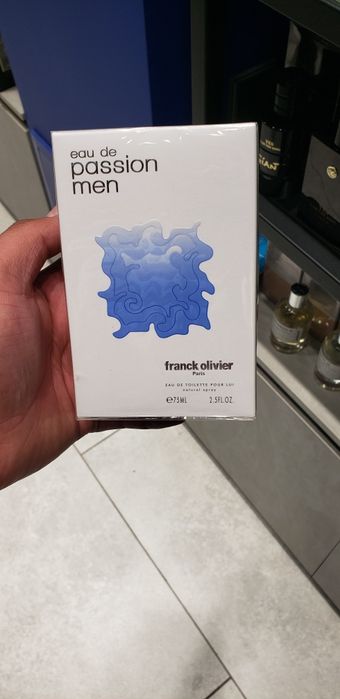 eau de
passion
men
franck olivier
Paris
EAU DE TOILETTE POUR LUI
natural spray
℮75ML 2.5FL.OZ.